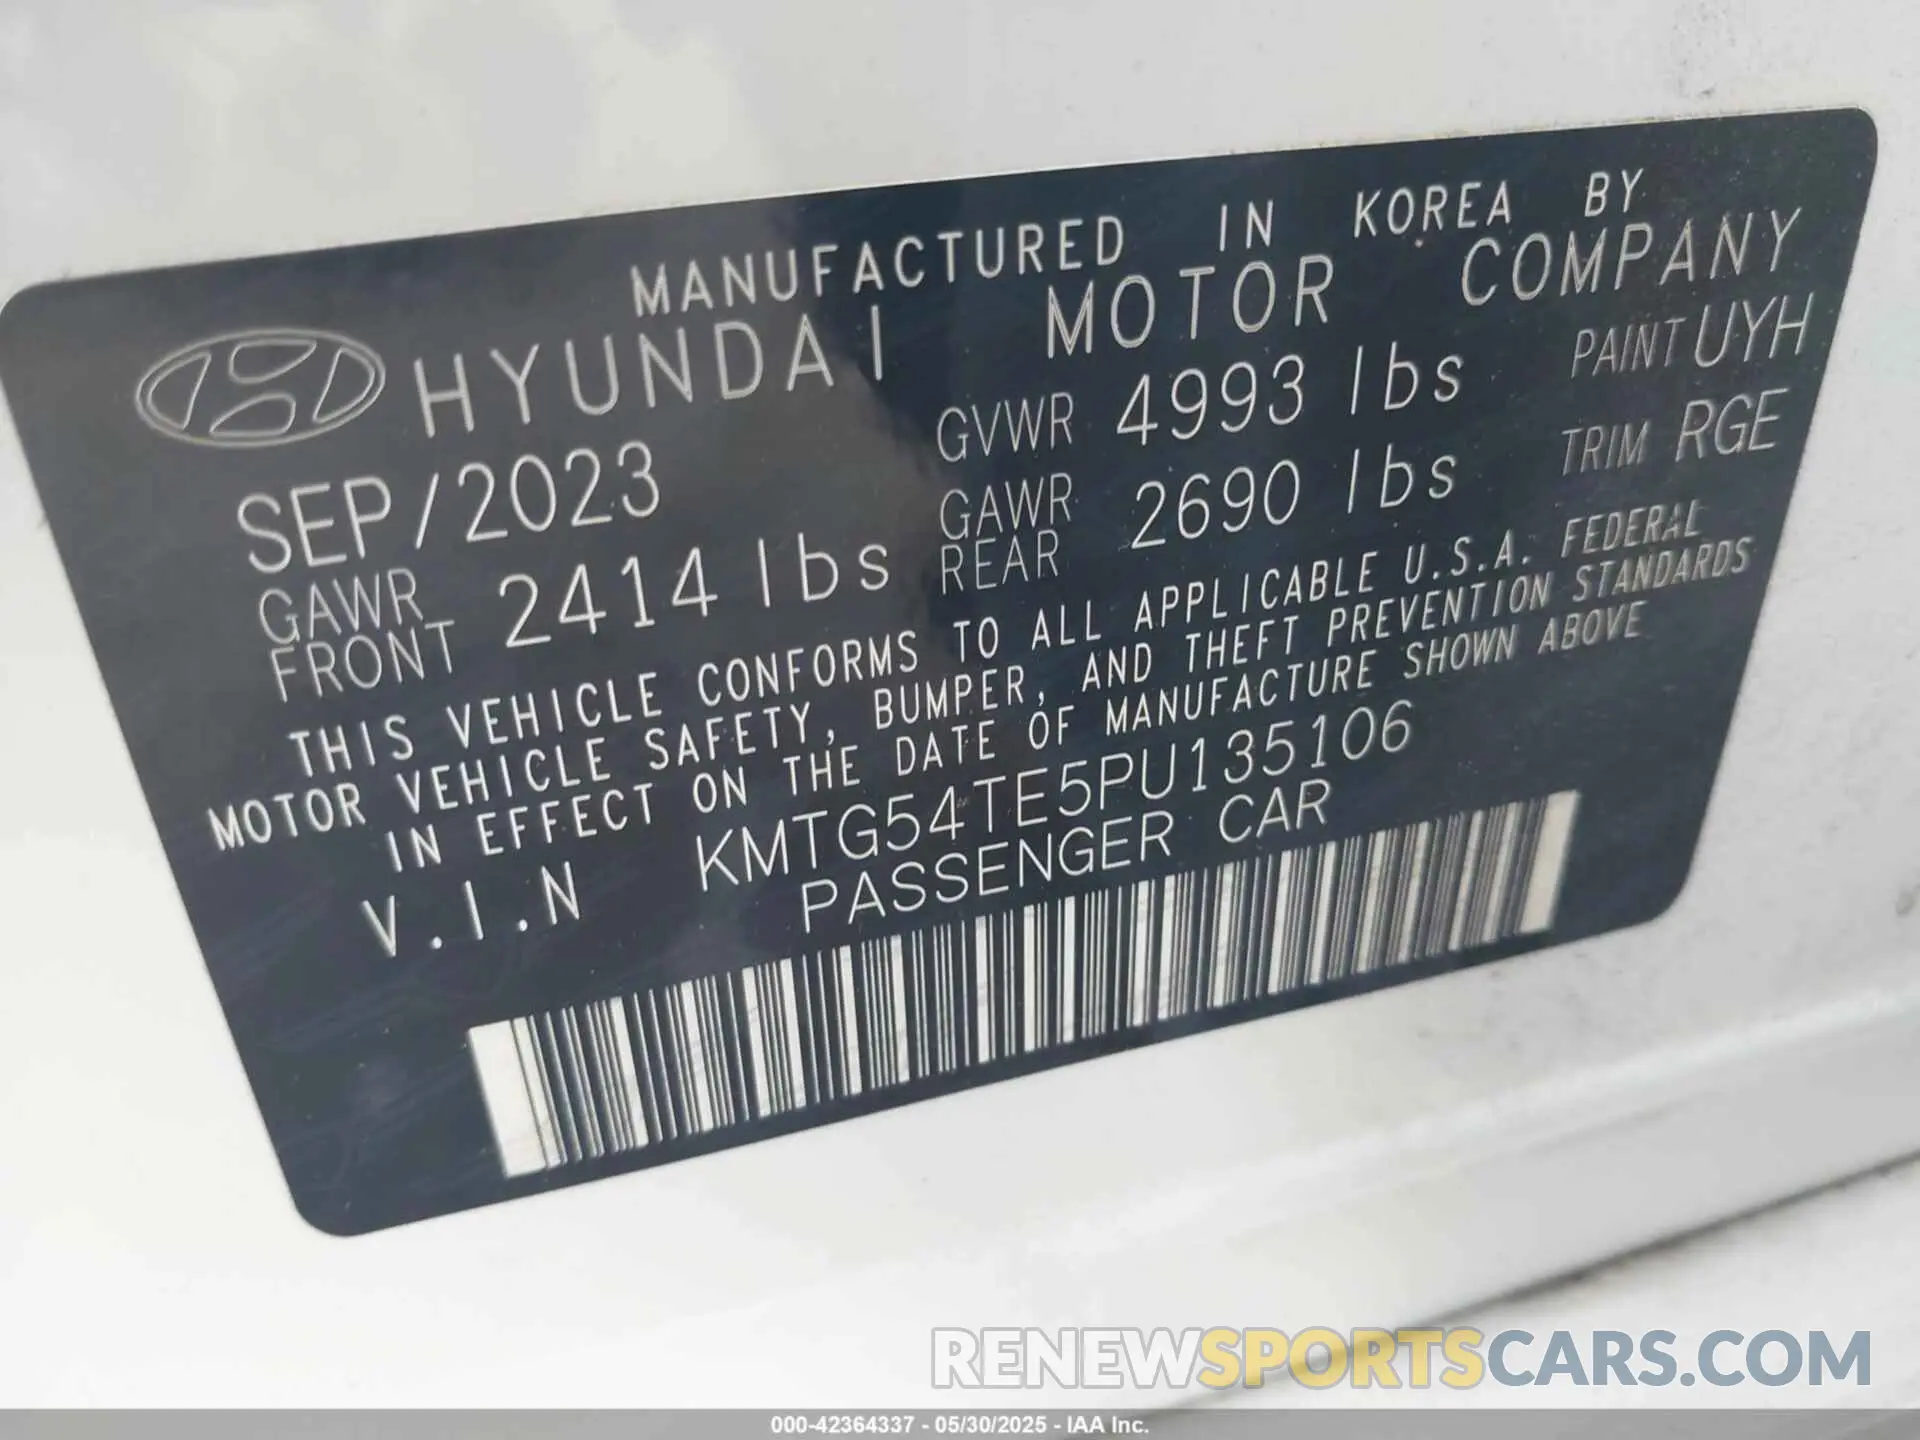 MANUFACTURED IN KOREA BY
HYUNDAI MOTOR COMPANY
SEP/2023 GVWR 4993 lbs PAINT UYH
GAWR FRONT 2414 lbs GAWR REAR 2690 lbs TRIM RGE
THIS VEHICLE CONFORMS TO ALL APPLICABLE U.S.A. FEDERAL
MOTOR VEHICLE SAFETY, BUMPER, AND THEFT PREVENTION STANDARDS
IN EFFECT ON THE DATE OF MANUFACTURE SHOWN ABOVE
V.I.N KMTG54TE5PU135106
PASSENGER CAR
RENEWSPORTSCARS.COM
000-42364337 - 05/30/2025 - IAA Inc.